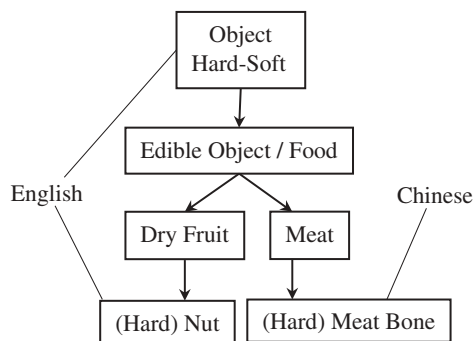 Object
Hard-Soft
Edible Object / Food
English
Chinese
Dry Fruit
Meat
(Hard) Nut
(Hard) Meat Bone